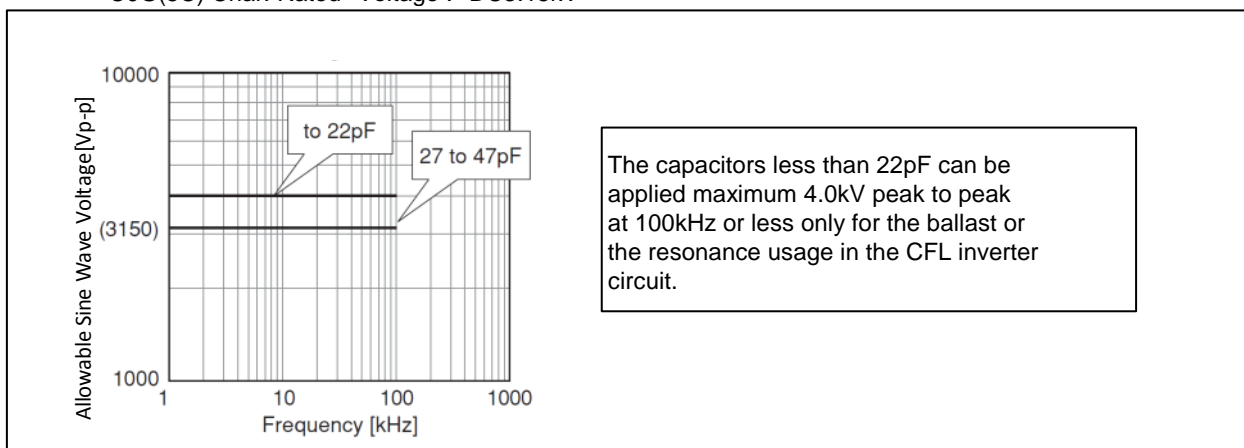 10000
(3150)
1000
Allowable Sine Wave Voltage[Vp-p]
to 22pF
27 to 47pF
1 10 100 1000
Frequency [kHz]
The capacitors less than 22pF can be
applied maximum 4.0kV peak to peak
at 100kHz or less only for the ballast or
the resonance usage in the CFL inverter
circuit.